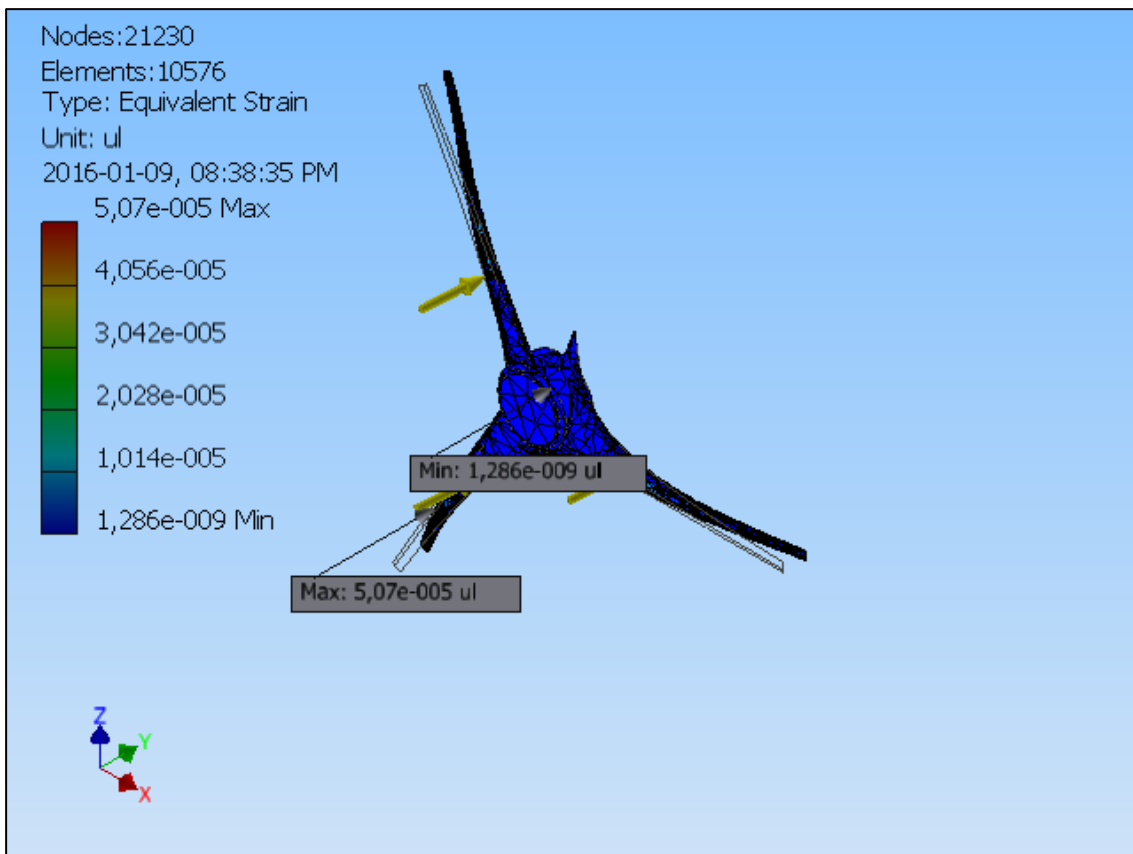 Nodes:21230
Elements:10576
Type: Equivalent Strain
Unit: ul
2016-01-09, 08:38:35 PM
5,07e-005 Max
4,056e-005
3,042e-005
2,028e-005
1,014e-005
1,286e-009 Min
Min: 1,286e-009 ul
Max: 5,07e-005 ul
Z
Y
X